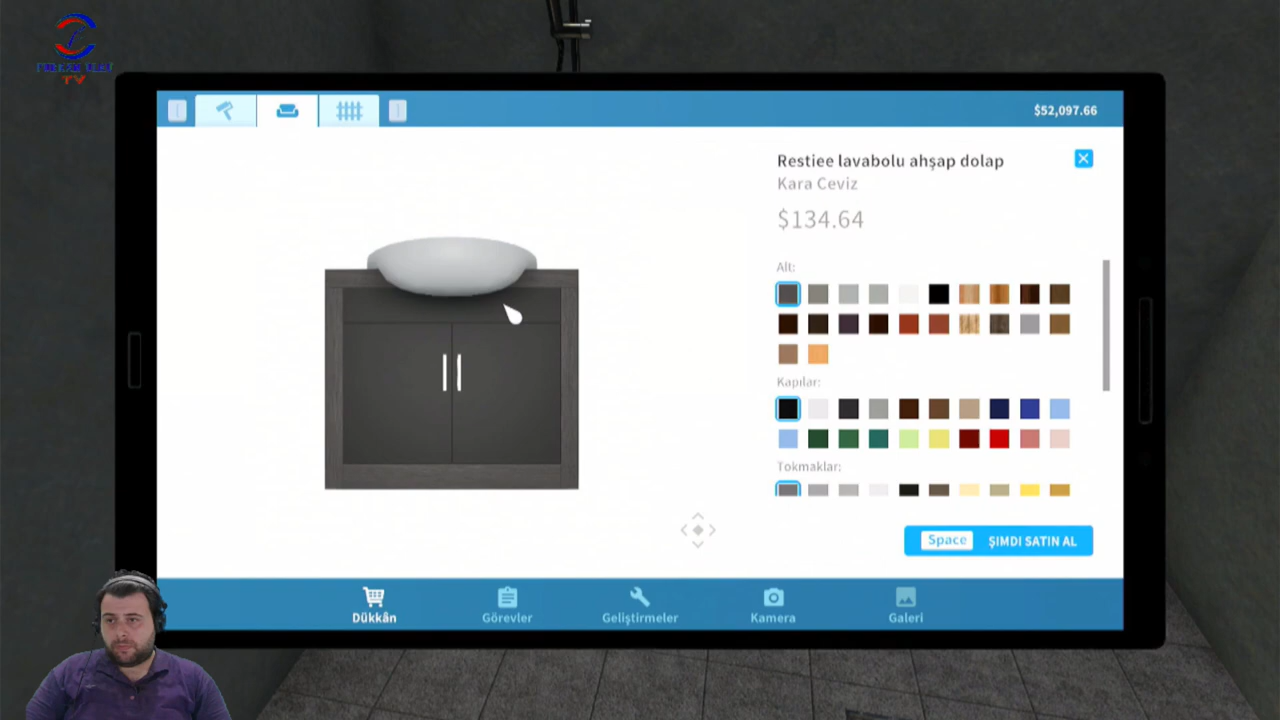 TV
$52,097.66
Restiee lavabolu ahşap dolap
Kara Ceviz
$134.64
Alt:
Kapılar:
Tokmaklar:
Space ŞIMDI SATIN AL
Dükkân
Görevler
Geliştirmeler
Kamera
Galeri